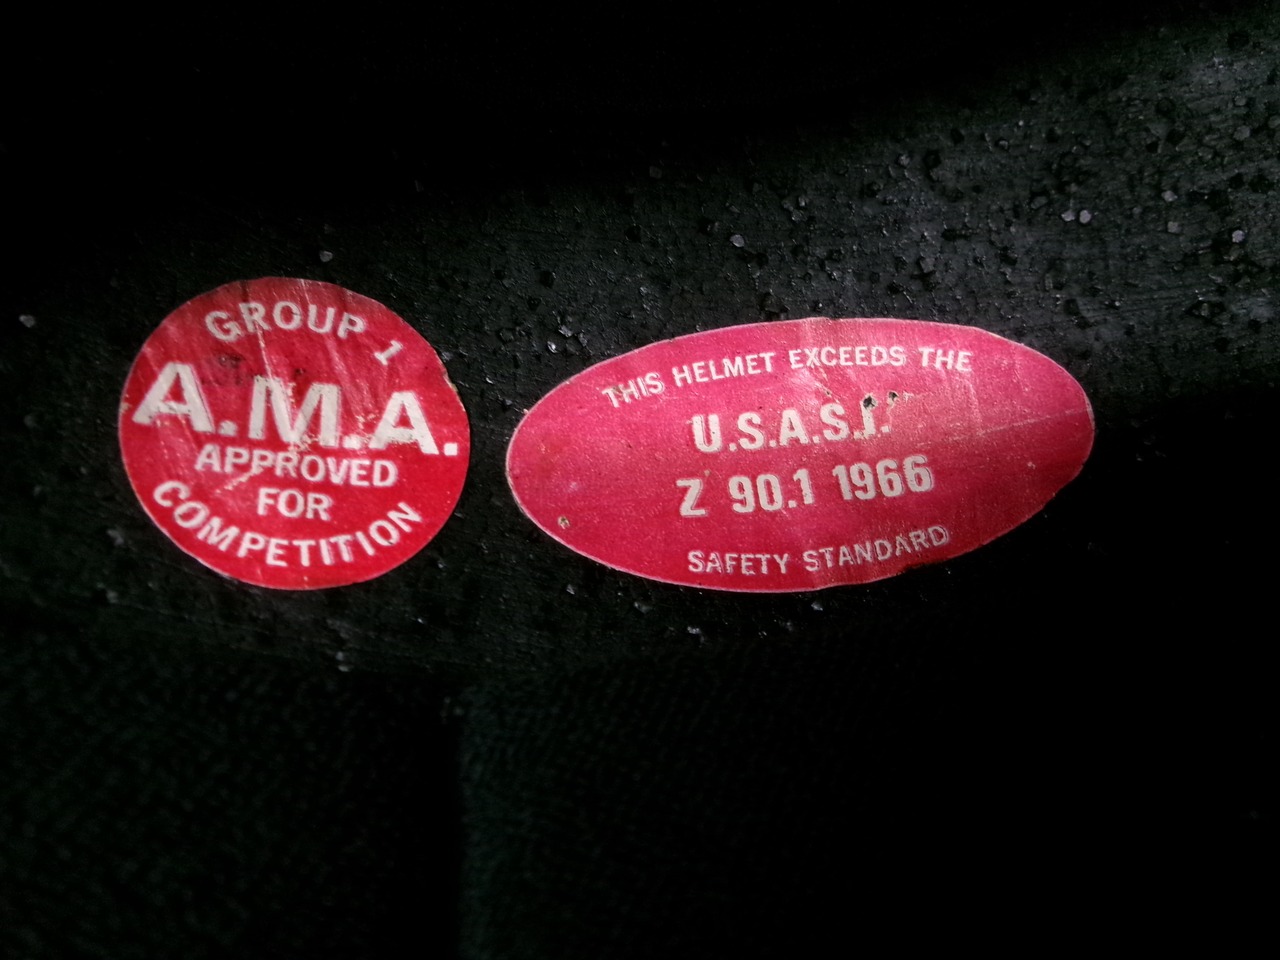 GROUP 1
A.M.A.
APPROVED
FOR
COMPETITION
THIS HELMET EXCEEDS THE
U.S.A.S.I.
Z 90.1 1966
SAFETY STANDARD